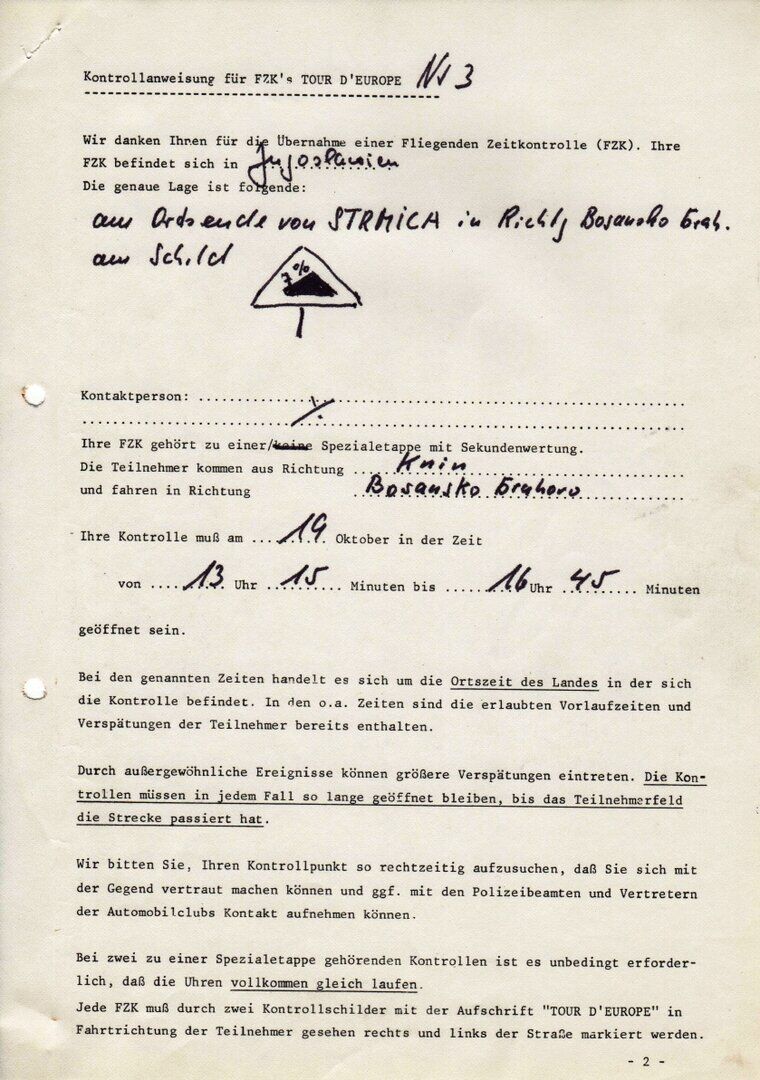 Kontrollanweisung für FZK's TOUR D'EUROPE Nr 3
Wir danken Ihnen für die Übernahme einer Fliegenden Zeitkontrolle (FZK). Ihre
FZK befindet sich in Jugoslawien
Die genaue Lage ist folgende:
am Ortsende von STRMICA in Richtg Bosansko Grah.
am Schild
7%
Kontaktperson: ...
./.
Ihre FZK gehört zu einer/keine Spezialetappe mit Sekundenwertung.
Die Teilnehmer kommen aus Richtung .... Knin
und fahren in Richtung Bosansko Grahovo
Ihre Kontrolle muß am .... 19 Oktober in der Zeit
von .... 13 Uhr 15 Minuten bis .... 16 Uhr 45 Minuten
geöffnet sein.
Bei den genannten Zeiten handelt es sich um die Ortszeit des Landes in der sich
die Kontrolle befindet. In den o.a. Zeiten sind die erlaubten Vorlaufzeiten und
Verspätungen der Teilnehmer bereits enthalten.
Durch außergewöhnliche Ereignisse können größere Verspätungen eintreten. Die Kon-
trollen müssen in jedem Fall so lange geöffnet bleiben, bis das Teilnehmerfeld
die Strecke passiert hat.
Wir bitten Sie, Ihren Kontrollpunkt so rechtzeitig aufzusuchen, daß Sie sich mit
der Gegend vertraut machen können und ggf. mit den Polizeibeamten und Vertretern
der Automobilclubs Kontakt aufnehmen können.
Bei zwei zu einer Spezialetappe gehörenden Kontrollen ist es unbedingt erforder-
lich, daß die Uhren vollkommen gleich laufen.
Jede FZK muß durch zwei Kontrollschilder mit der Aufschrift "TOUR D'EUROPE" in
Fahrtrichtung der Teilnehmer gesehen rechts und links der Straße markiert werden.
- 2 -